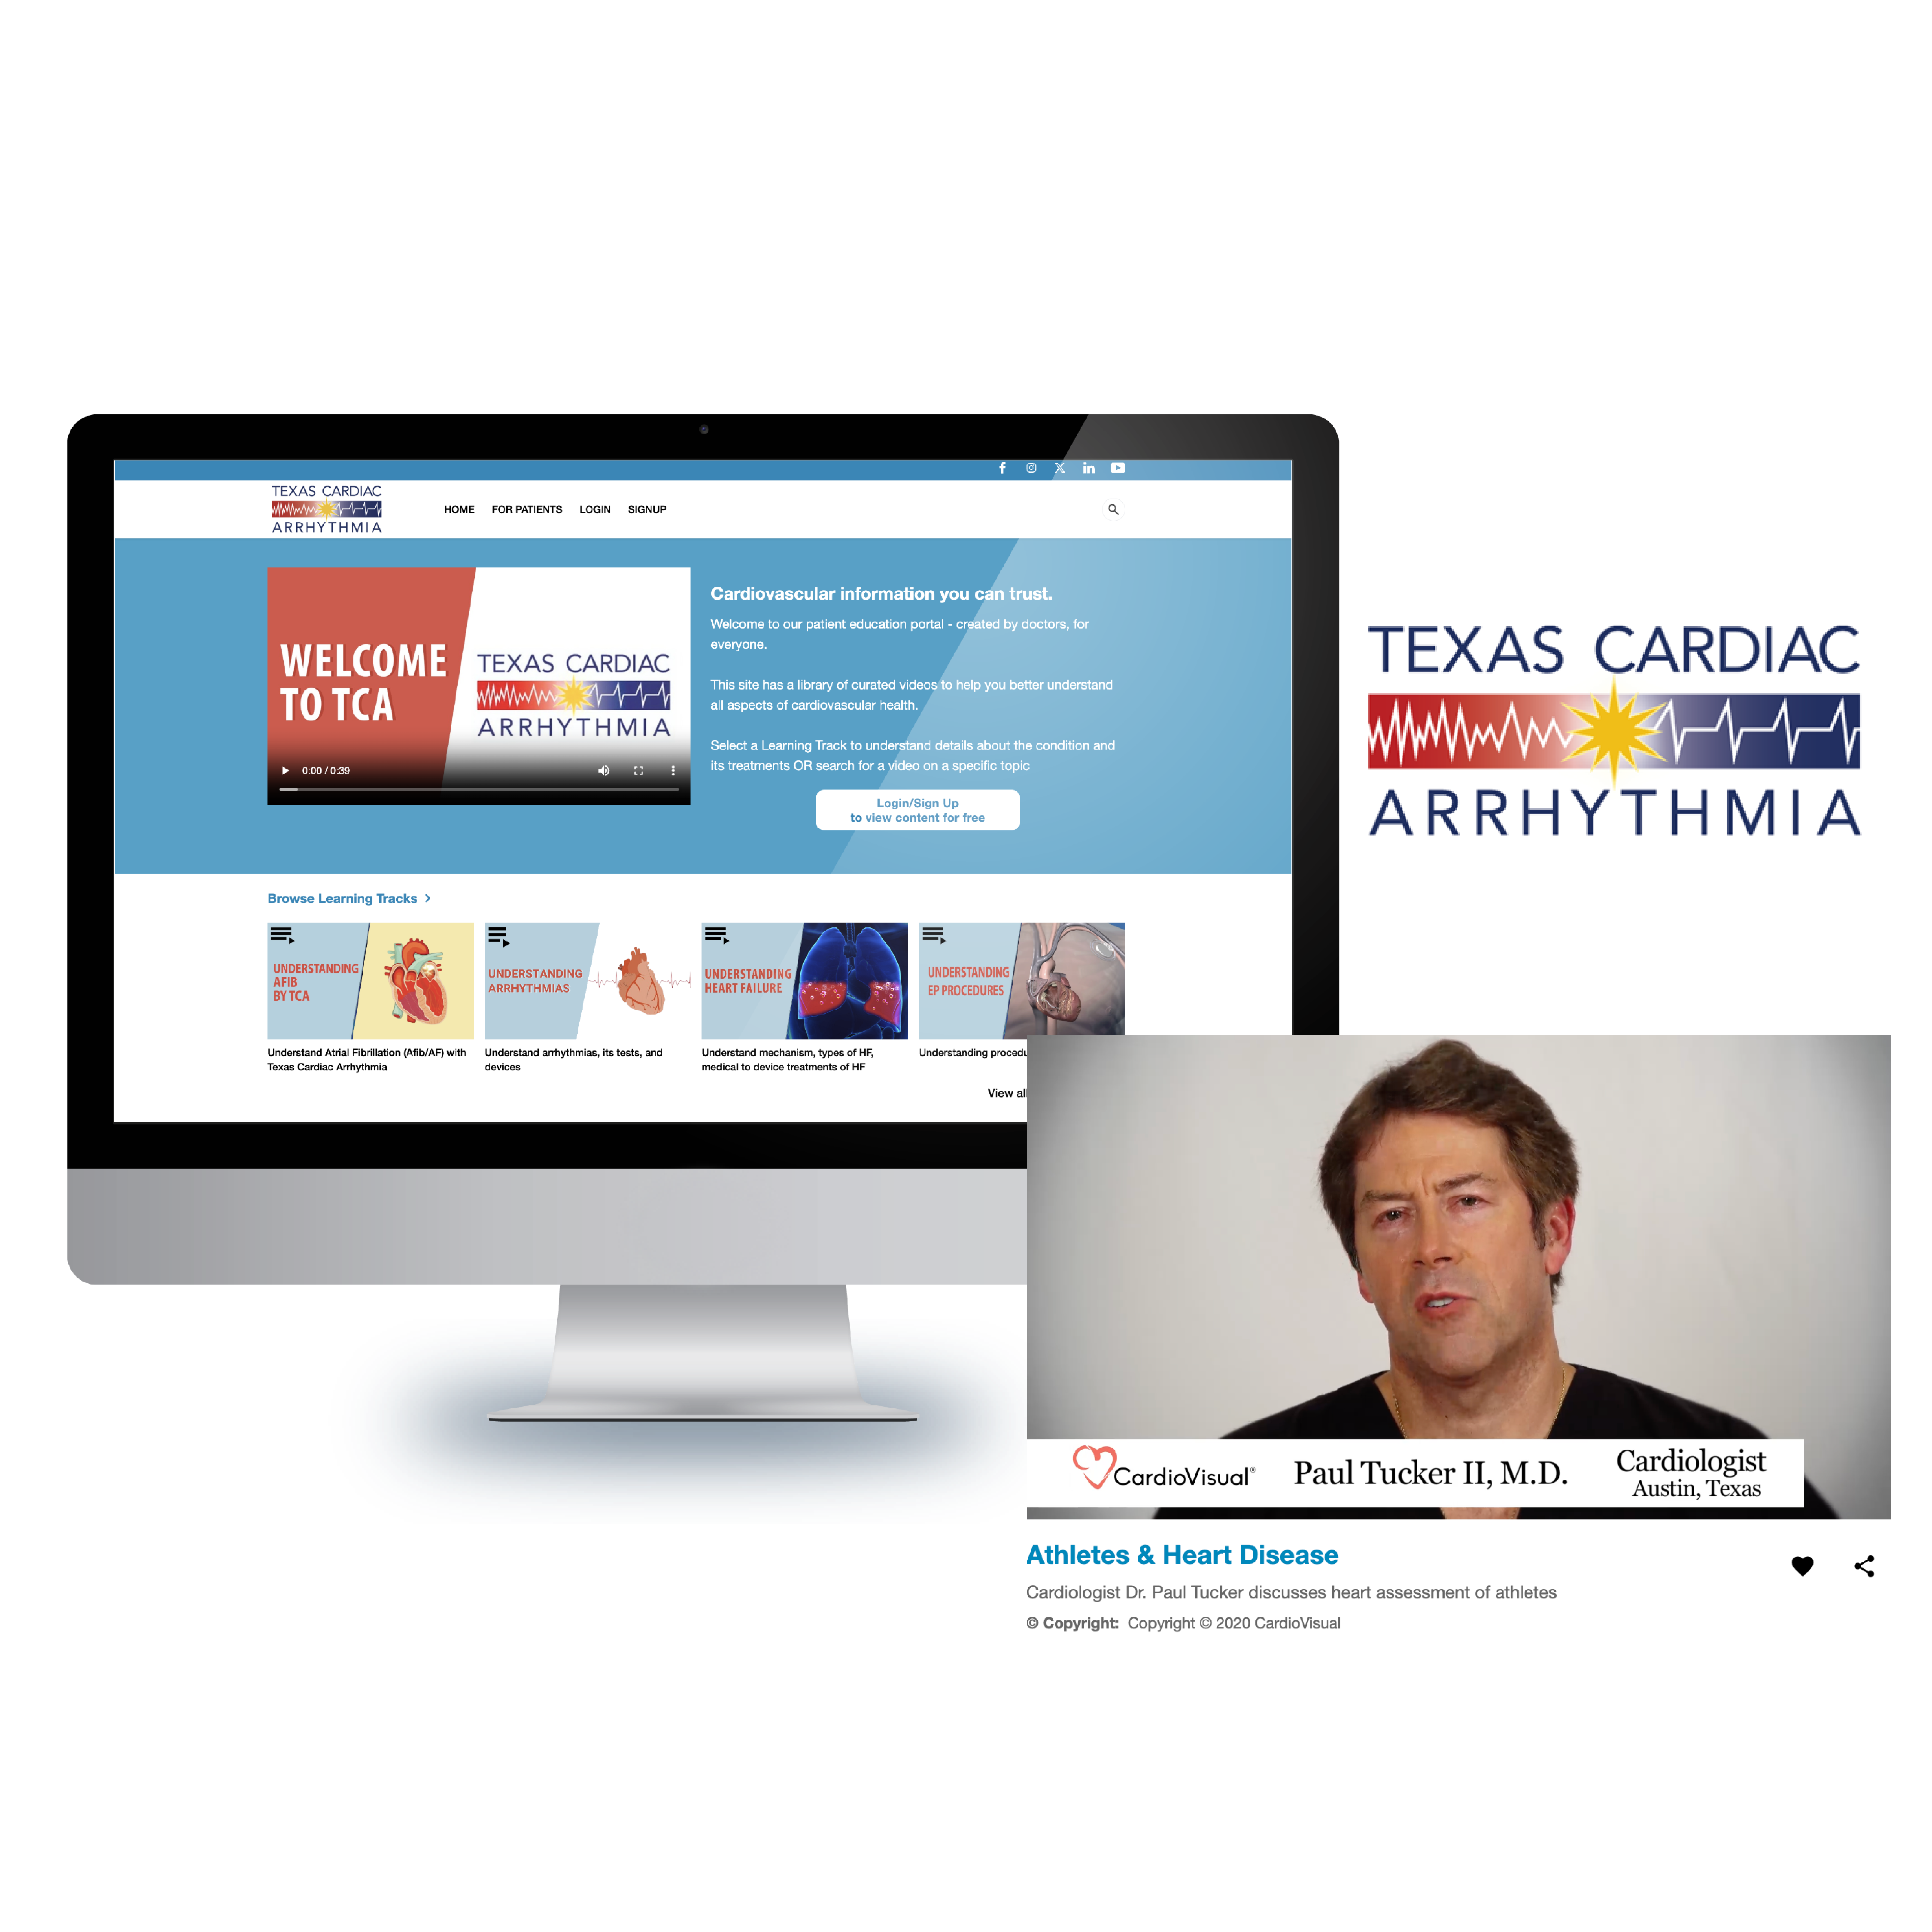 TEXAS CARDIAC
ARRHYTHMIA
HOME FOR PATIENTS LOGIN SIGNUP
WELCOME
TO TCA
TEXAS CARDIAC
ARRHYTHMIA
0:00 / 0:39
Cardiovascular information you can trust.
Welcome to our patient education portal - created by doctors, for
everyone.
This site has a library of curated videos to help you better understand
all aspects of cardiovascular health.
Select a Learning Track to understand details about the condition and
its treatments OR search for a video on a specific topic
Login/Sign Up
to view content for free
Browse Learning Tracks
UNDERSTANDING
AFIB
BY TCA
Understand Atrial Fibrillation (Afib/AF) with
Texas Cardiac Arrhythmia
UNDERSTANDING
ARRHYTHMIAS
Understand arrhythmias, its tests, and
devices
UNDERSTANDING
HEART FAILURE
Understand mechanism, types of HF,
medical to device treatments of HF
UNDERSTANDING
EP PROCEDURES
Understanding procedu
View all
TEXAS CARDIAC
ARRHYTHMIA
CardioVisual® Paul Tucker II, M.D. Cardiologist
Austin, Texas
Athletes & Heart Disease
Cardiologist Dr. Paul Tucker discusses heart assessment of athletes
© Copyright: Copyright © 2020 CardioVisual